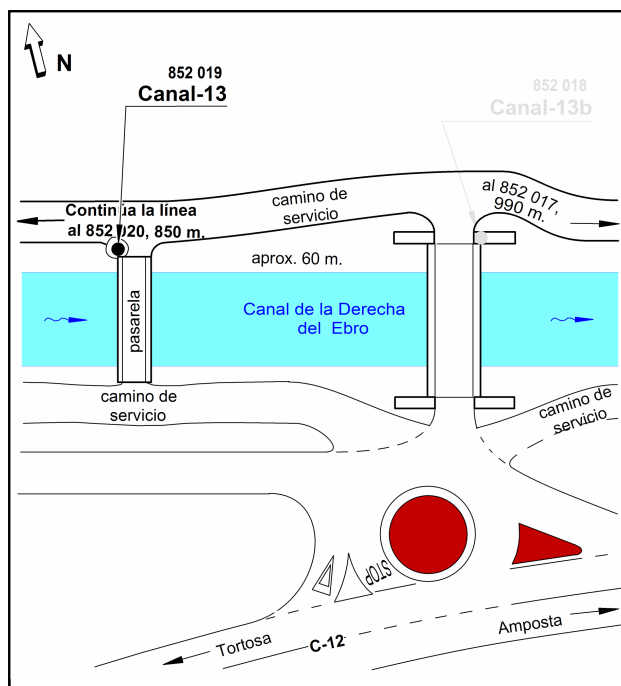 N
852 019
Canal-13
852 018
Canal-13b
camino de
servicio
al 852 017,
990 m.
Continúa la línea
al 852 020, 850 m.
aprox. 60 m.
pasarela
Canal de la Derecha
del Ebro
camino de
servicio
camino de
servicio
STOP
Tortosa
C-12
Amposta